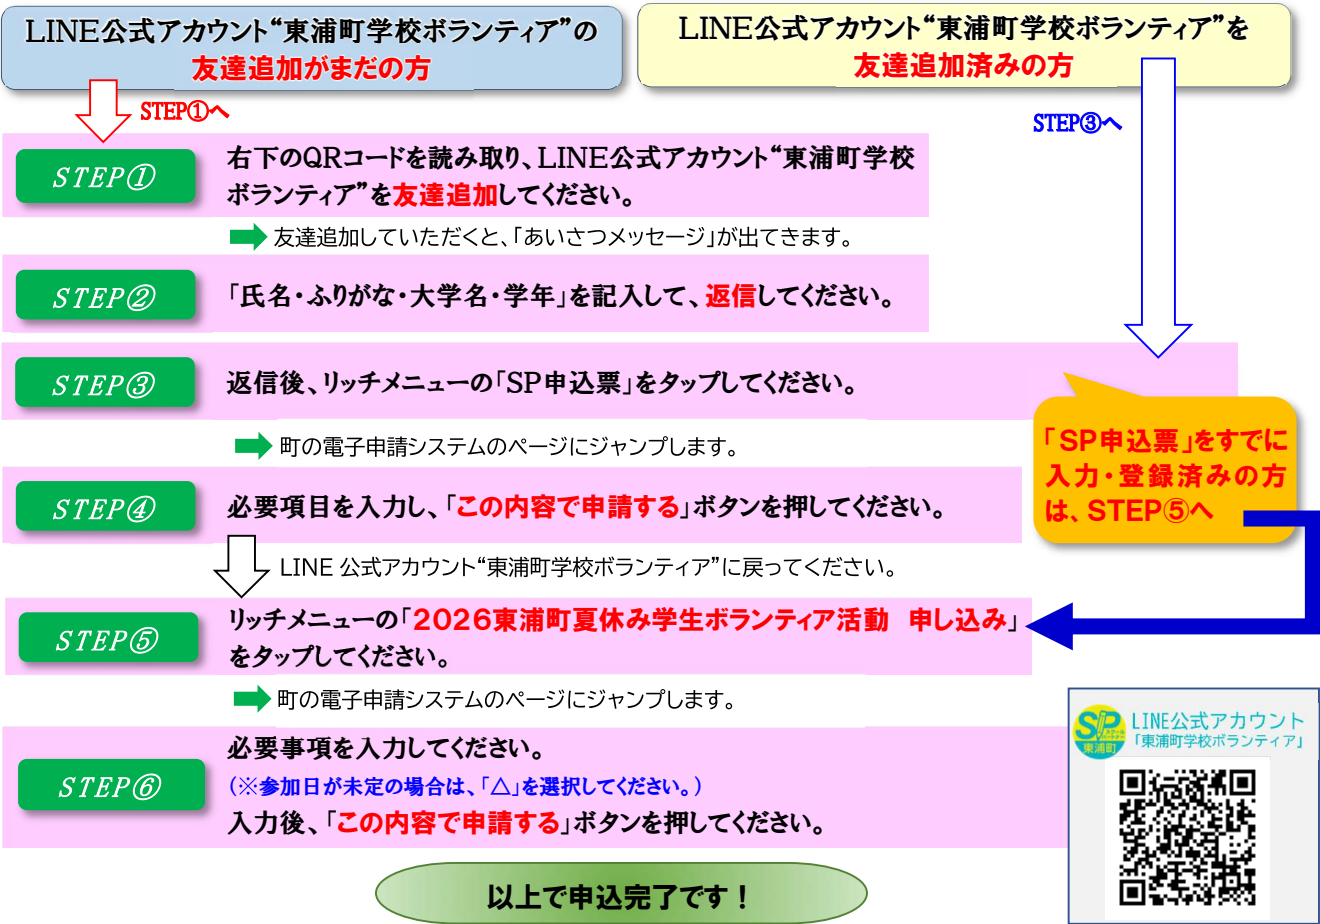 LINE公式アカウント“東浦町学校ボランティア”の
友達追加がまだの方
LINE公式アカウント“東浦町学校ボランティア”を
友達追加済みの方
STEP①へ
STEP③へ
STEP①
右下のQRコードを読み取り、LINE公式アカウント“東浦町学校
ボランティア”を友達追加してください。
友達追加していただくと、「あいさつメッセージ」が出てきます。
STEP②
「氏名・ふりがな・大学名・学年」を記入して、返信してください。
STEP③
返信後、リッチメニューの「SP申込票」をタップしてください。
町の電子申請システムのページにジャンプします。
「SP申込票」をすでに
入力・登録済みの方
は、STEP⑤へ
STEP④
必要項目を入力し、「この内容で申請する」ボタンを押してください。
LINE 公式アカウント“東浦町学校ボランティア”に戻ってください。
STEP⑤
リッチメニューの「2026東浦町夏休み学生ボランティア活動　申し込み」
をタップしてください。
町の電子申請システムのページにジャンプします。
STEP⑥
必要事項を入力してください。
(※参加日が未定の場合は、「△」を選択してください。)
入力後、「この内容で申請する」ボタンを押してください。
SP
東浦町
LINE公式アカウント
「東浦町学校ボランティア」
以上で申込完了です！